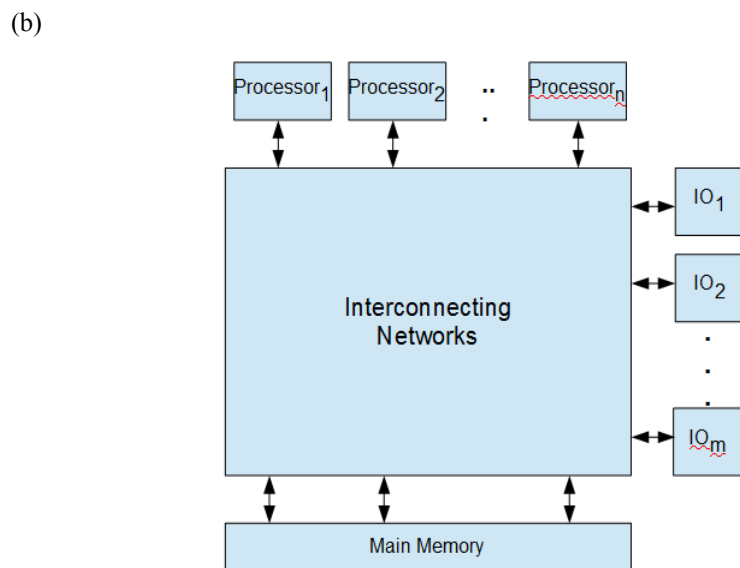 (b)
Processor1 Processor2 ... Processorn
IO1
IO2
.
.
.
IOm
Interconnecting
Networks
Main Memory